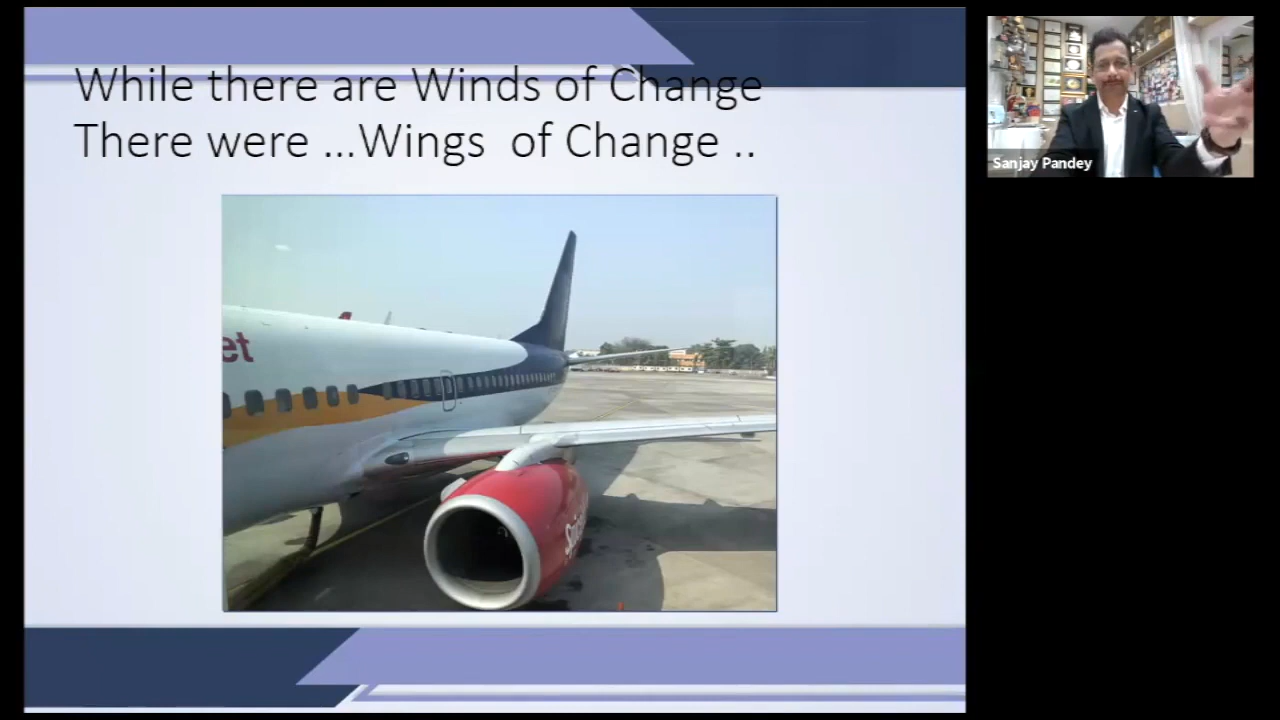 While there are Winds of Change
There were ...Wings of Change ..
et
Sanjay Pandey